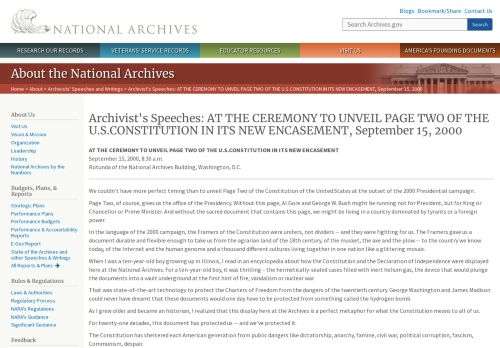 Blogs · Bookmark/Share · Contact Us
NATIONAL ARCHIVES
Search Archives.gov
Search
RESEARCH OUR RECORDS
VETERANS' SERVICE RECORDS
EDUCATOR RESOURCES
VISIT US
AMERICA'S FOUNDING DOCUMENTS
About the National Archives
Home > About > Archivists' Speeches and Writings > Archivist's Speeches: AT THE CEREMONY TO UNVEIL PAGE TWO OF THE U.S.CONSTITUTION IN ITS NEW ENCASEMENT, September 15, 2000
About Us
Visit Us
Vision & Mission
Organization
Leadership
History
National Archives by the
Numbers
Budgets, Plans, &
Reports
Strategic Plans
Performance Plans
Performance Budgets
Performance & Accountability
Reports
E-Gov Report
State of the Archives and
other Speeches & Writings
All Reports & Plans
Rules & Regulations
Laws & Authorities
Regulatory Process
NARA's Regulations
NARA's Guidance
Significant Guidance
Feedback
Archivist's Speeches: AT THE CEREMONY TO UNVEIL PAGE TWO OF THE
U.S.CONSTITUTION IN ITS NEW ENCASEMENT, September 15, 2000
AT THE CEREMONY TO UNVEIL PAGE TWO OF THE U.S.CONSTITUTION IN ITS NEW ENCASEMENT
September 15, 2000, 8:30 a.m.
Rotunda of the National Archives Building, Washington, D.C.
We couldn't have more perfect timing than to unveil Page Two of the Constitution of the United States at the outset of the 2000 Presidential campaign.
Page Two, of course, gives us the office of the Presidency. Without this page, Al Gore and George W. Bush might be running not for President, but for King or
Chancellor or Prime Minister. And without the sacred document that contains this page, we might be living in a country dominated by tyrants or a foreign
power.
In the language of the 2000 campaign, the Framers of the Constitution were uniters, not dividers -- and they were fighting for us. The Framers gave us a
document durable and flexible enough to take us from the agrarian land of the 18th century, of the musket, the axe and the plow -- to the country we know
today, of the Internet and the human genome and a thousand different cultures living together in one nation like a glittering mosaic.
When I was a ten-year-old boy growing up in Illinois, I read in an encyclopedia about how the Constitution and the Declaration of Independence were displayed
here at the National Archives. For a ten-year-old boy, it was thrilling -- the hermetically-sealed cases filled with inert helium gas, the device that would plunge
the documents into a vault underground at the first hint of fire, vandalism or nuclear war.
That was state-of-the-art technology to protect the Charters of Freedom from the dangers of the twentieth century. George Washington and James Madison
could never have dreamt that these documents would one day have to be protected from something called the hydrogen bomb.
As I grew older and became an historian, I realized that this display here at the Archives is a perfect metaphor for what the Constitution means to all of us.
For twenty-one decades, this document has protected us -- and we've protected it.
The Constitution has sheltered each American generation from public dangers like dictatorship, anarchy, famine, civil war, political corruption, fascism,
Communism, despair